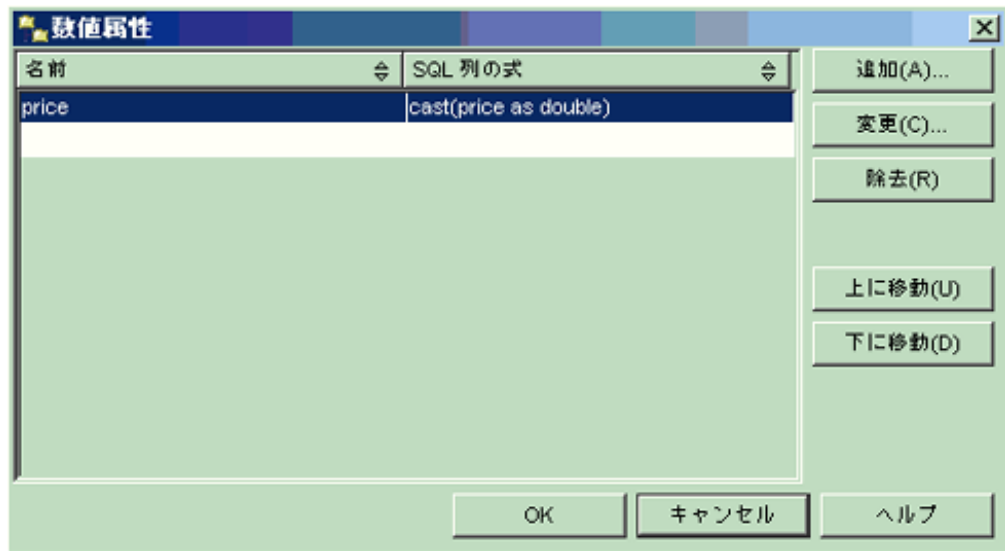 数値属性
名前 SQL 列の式
price cast(price as double)
追加(A)...
変更(C)...
除去(R)
上に移動(U)
下に移動(D)
OK キャンセル ヘルプ